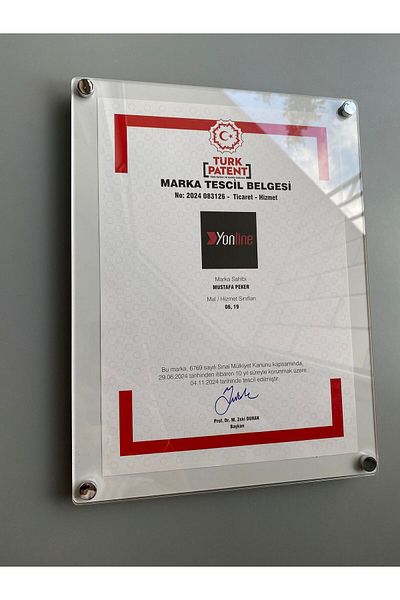 TÜRK
PATENT
MARKA TESCİL BELGESİ
No: 2024 083126 - Ticaret - Hizmet
Yonline
Marka Sahibi
MUSTAFA PEKER
Mal / Hizmet Sınıfları
06, 19
Bu marka, 6769 sayılı Sınai Mülkiyet Kanunu kapsamında,
29.06.2024 tarihinden itibaren 10 yıl süreyle korunmak üzere
04.11.2024 tarihinde tescil edilmiştir.
Prof. Dr. M. Zeki DURAK
Başkan